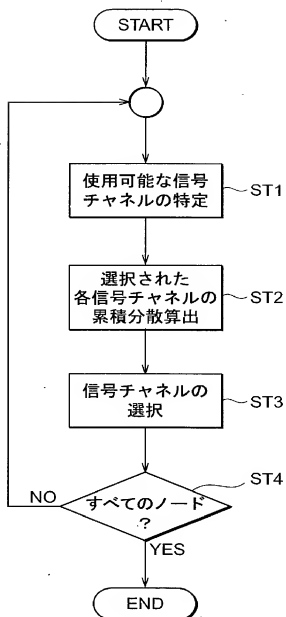 START
使用可能な信号
チャネルの特定
ST1
選択された
各信号チャネルの
累積分散算出
ST2
信号チャネルの
選択
ST3
ST4
NO
すべてのノード
?
YES
END